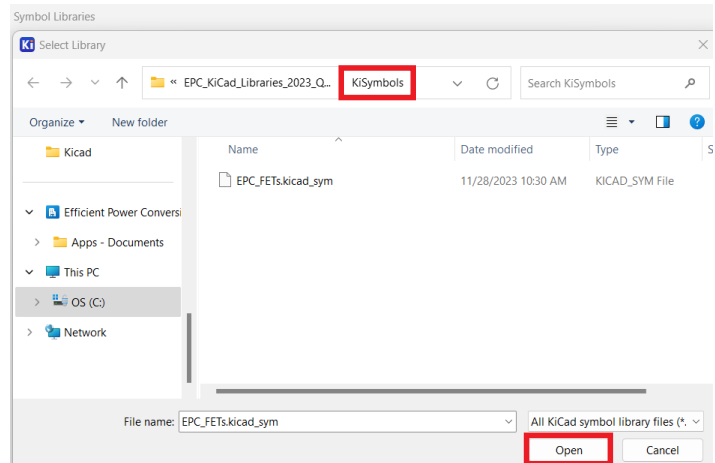 Symbol Libraries
Ki Select Library
« EPC_KiCad_Libraries_2023_Q... KiSymbols Search KiSymbols
Organize New folder ?
Kicad Name Date modified Type S
EPC_FETs.kicad_sym 11/28/2023 10:30 AM KICAD_SYM File
Efficient Power Conversi
Apps - Documents
This PC
OS (C:)
Network
File name: EPC_FETs.kicad_sym All KiCad symbol library files (*.
Open Cancel